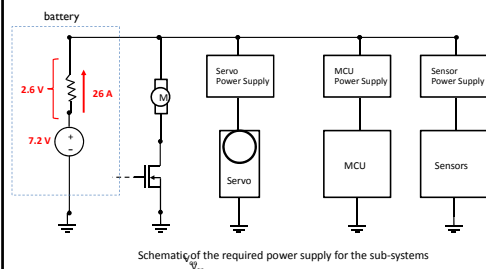 battery
2.6 V
26 A
7.2 V
+
−
M
Servo
Power Supply
MCU
Power Supply
Sensor
Power Supply
Servo
MCU
Sensors
Schematic of the required power supply for the sub-systems